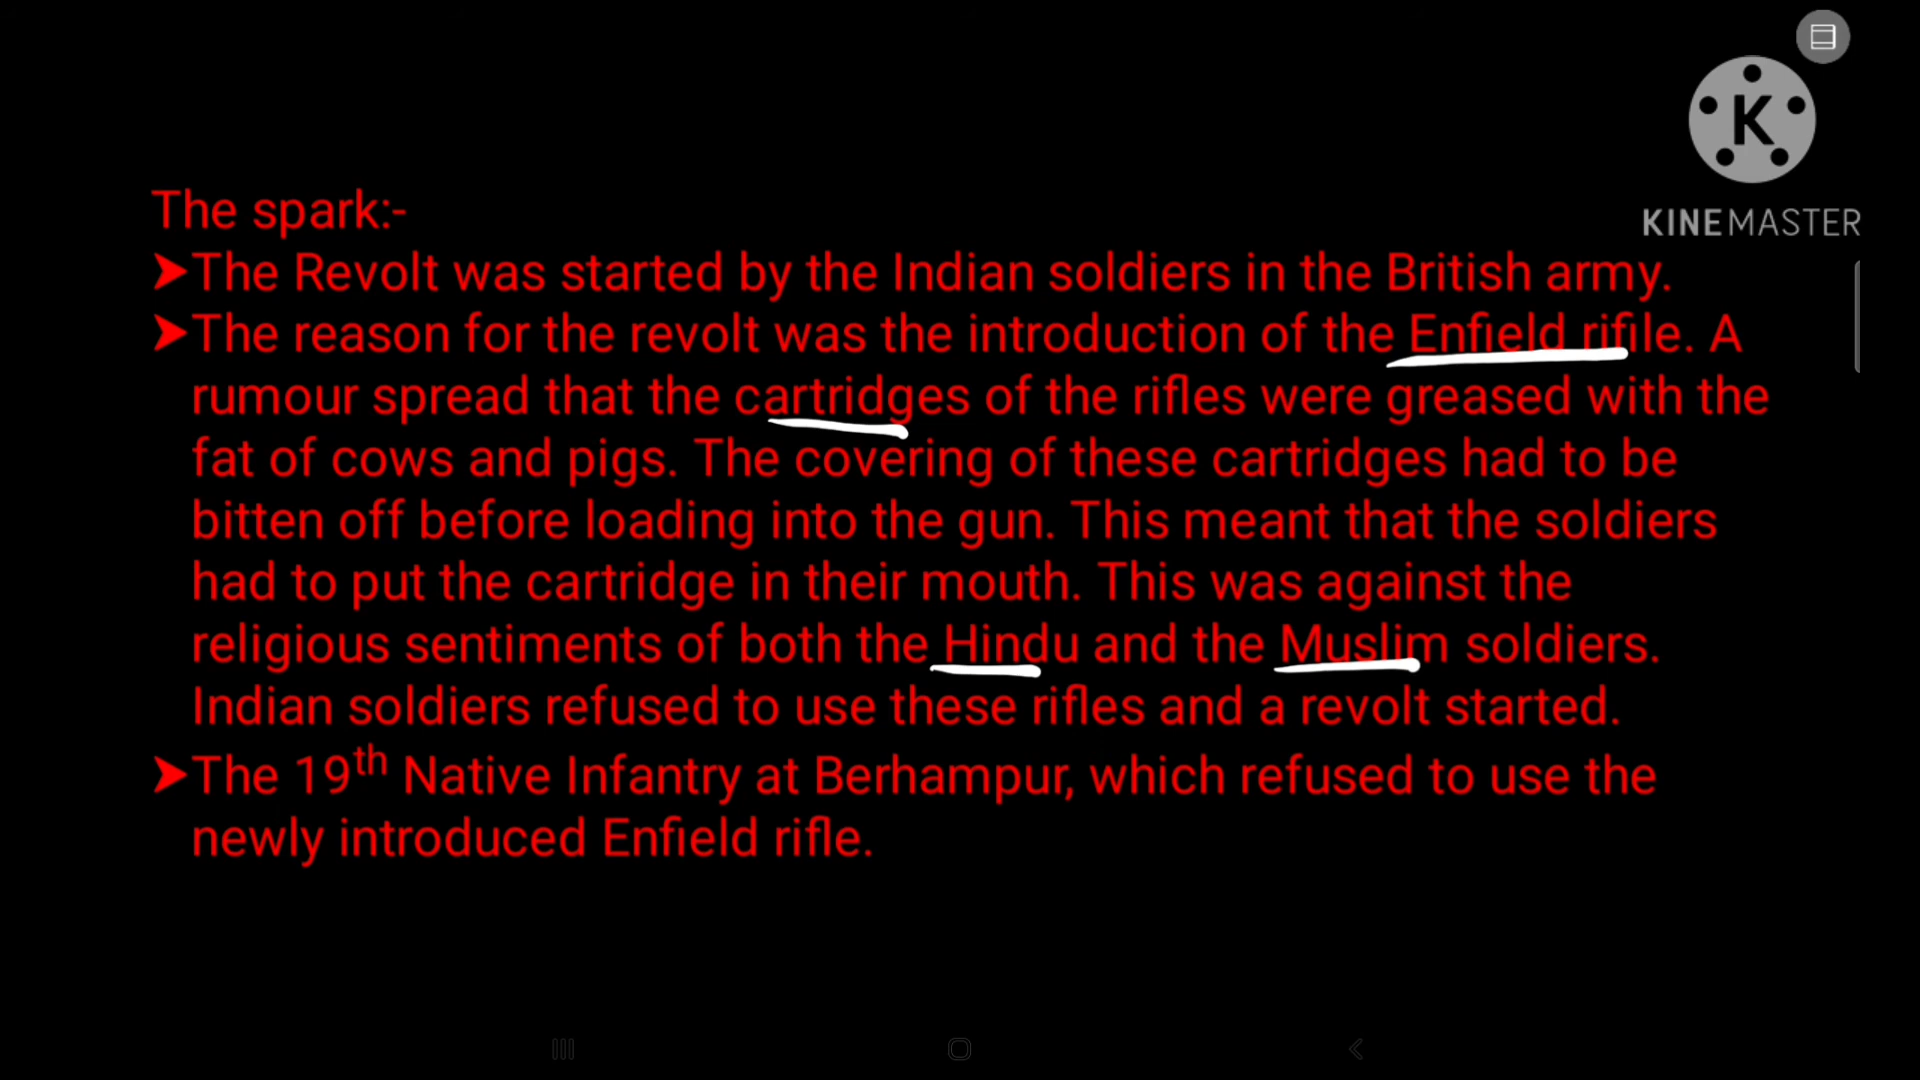 K
KINEMASTER
The spark:-
➤The Revolt was started by the Indian soldiers in the British army.
➤The reason for the revolt was the introduction of the Enfield rifile. A
rumour spread that the cartridges of the rifles were greased with the
fat of cows and pigs. The covering of these cartridges had to be
bitten off before loading into the gun. This meant that the soldiers
had to put the cartridge in their mouth. This was against the
religious sentiments of both the Hindu and the Muslim soldiers.
Indian soldiers refused to use these rifles and a revolt started.
➤The 19th Native Infantry at Berhampur, which refused to use the
newly introduced Enfield rifle.